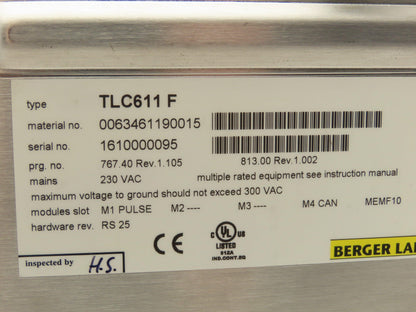 type TLC611 F
material no. 0063461190015
serial no. 1610000095
prg. no. 767.40 Rev.1.105 813.00 Rev.1.002
mains 230 VAC multiple rated equipment see instruction manual
maximum voltage to ground should not exceed 300 VAC
modules slot M1 PULSE M2 ---- M3 ---- M4 CAN MEMF10
hardware rev. RS 25
CE
C UL US
LISTED
912A
IND.CONT.EQ
BERGER LA
inspected by H.S.